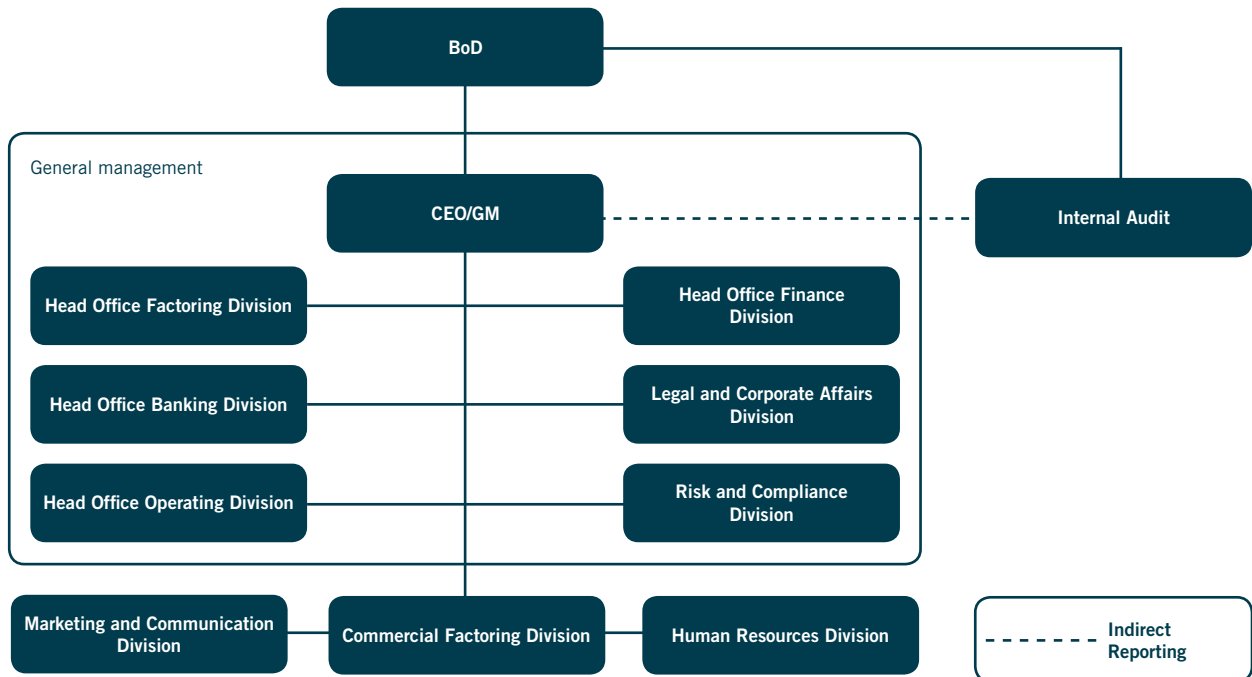 BoD
General management
CEO/GM
Internal Audit
Head Office Factoring Division
Head Office Finance
Division
Head Office Banking Division
Legal and Corporate Affairs
Division
Head Office Operating Division
Risk and Compliance
Division
Marketing and Communication
Division
Commercial Factoring Division
Human Resources Division
Indirect
Reporting